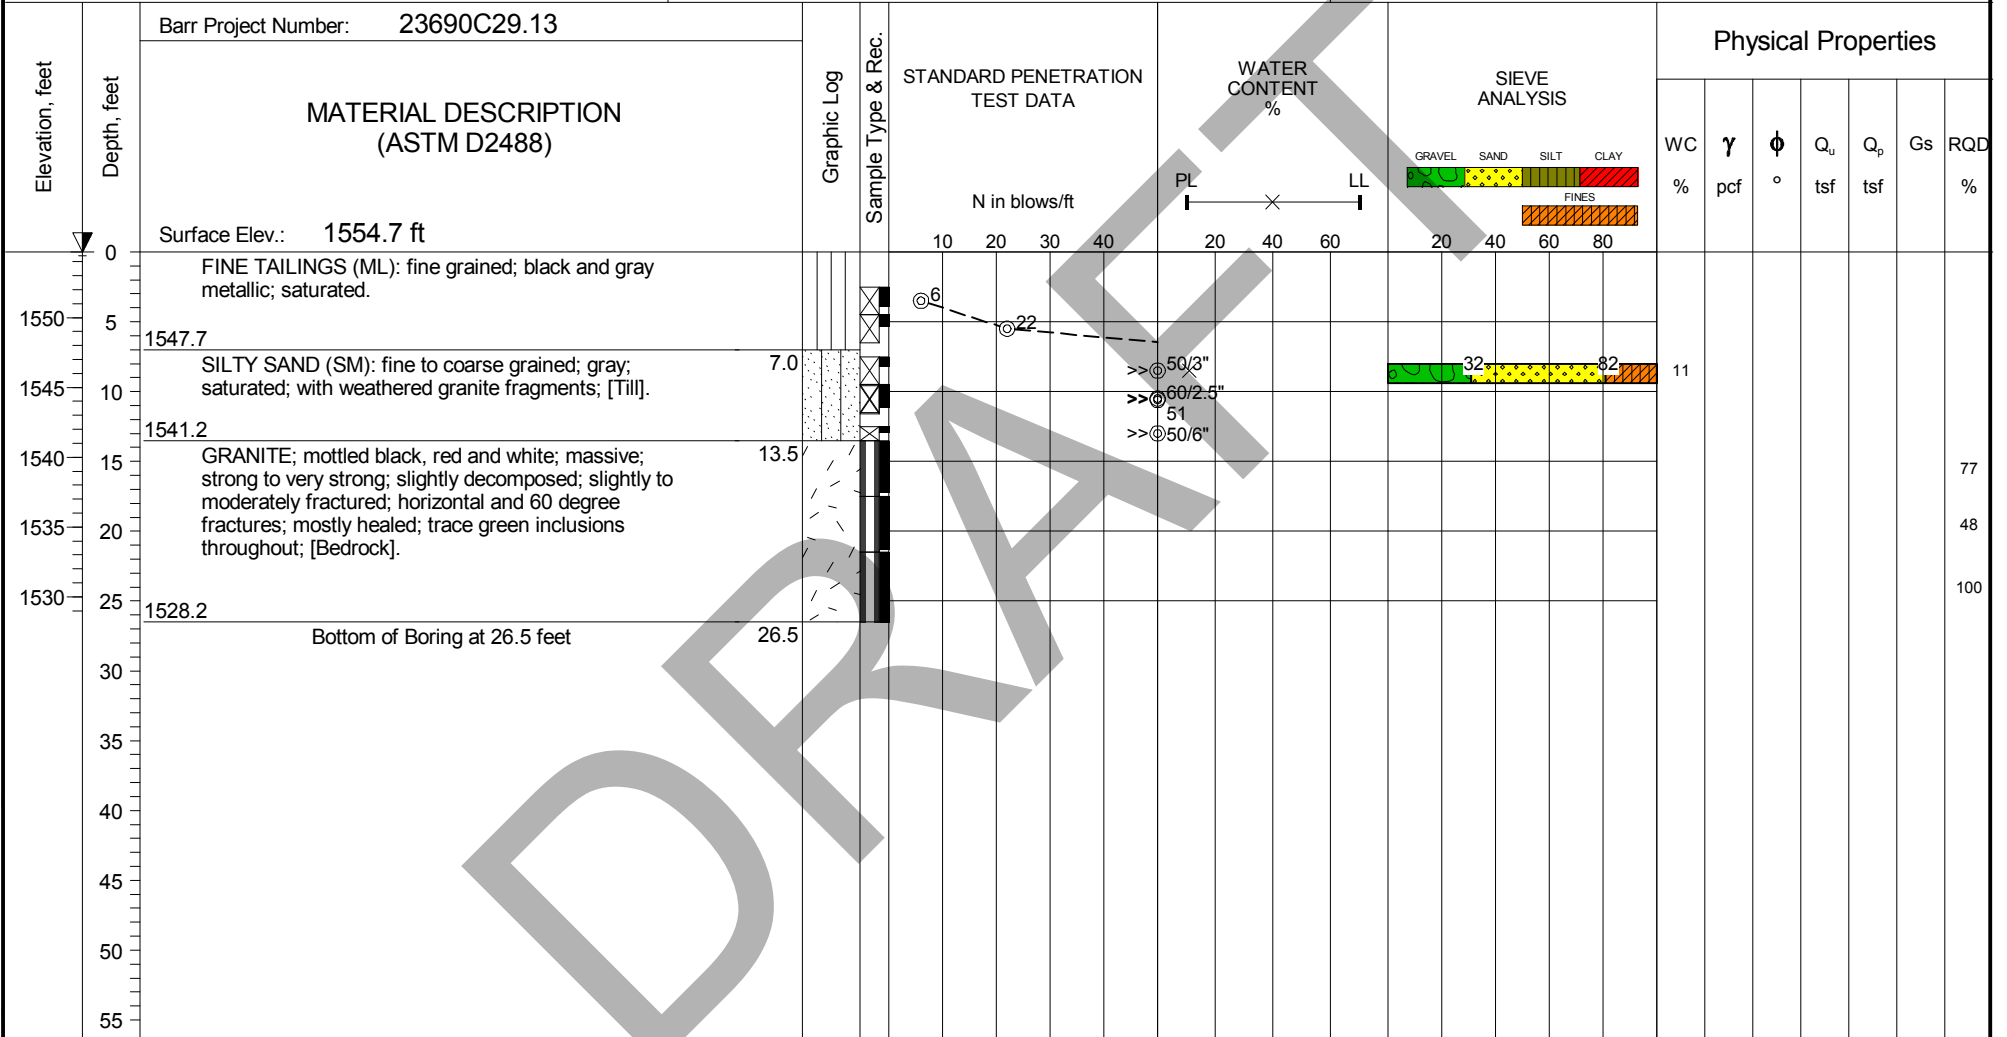 Barr Project Number: 23690C29.13
Elevation, feet
Depth, feet
MATERIAL DESCRIPTION
(ASTM D2488)
Surface Elev.: 1554.7 ft
Graphic Log
Sample Type & Rec.
STANDARD PENETRATION
TEST DATA
N in blows/ft
10 20 30 40
WATER
CONTENT
%
PL LL
20 40 60
SIEVE
ANALYSIS
GRAVEL SAND SILT CLAY
FINES
20 40 60 80
Physical Properties
WC
%
γ
pcf
ϕ
°
Qu
tsf
Qp
tsf
Gs
RQD
%
0
FINE TAILINGS (ML): fine grained; black and gray
metallic; saturated.
6
1550
5
22
1547.7
7.0
SILTY SAND (SM): fine to coarse grained; gray;
saturated; with weathered granite fragments; [Till].
>> 50/3"
32 82
11
1545
10
>> 60/2.5"
51
>> 50/6"
1541.2
13.5
GRANITE; mottled black, red and white; massive;
strong to very strong; slightly decomposed; slightly to
moderately fractured; horizontal and 60 degree
fractures; mostly healed; trace green inclusions
throughout; [Bedrock].
1540
15
77
1535
20
48
1530
25
100
1528.2
26.5
Bottom of Boring at 26.5 feet
30
35
40
45
50
55
DRAFT